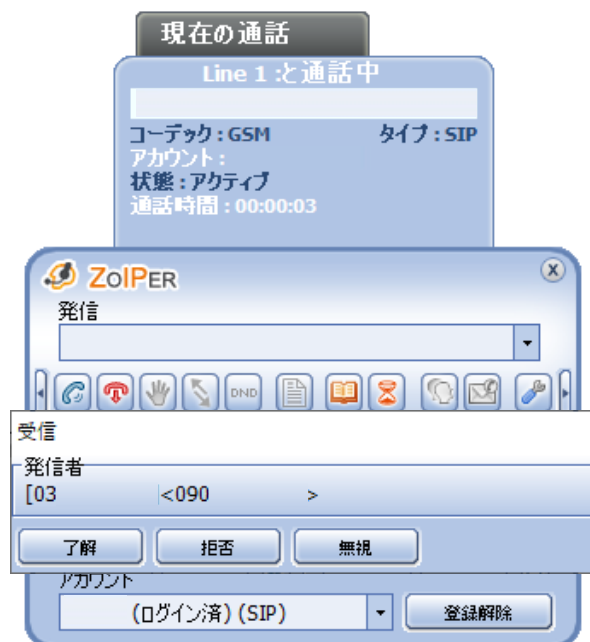 現在の通話
Line 1 :と通話中
コーデック : GSM タイプ : SIP
アカウント :
状態 : アクティブ
通話時間 : 00:00:03
ZOIPER
発信
DND
受信
発信者
[03 <090 >
了解 拒否 無視
アカウント
(ログイン済) (SIP) 登録解除